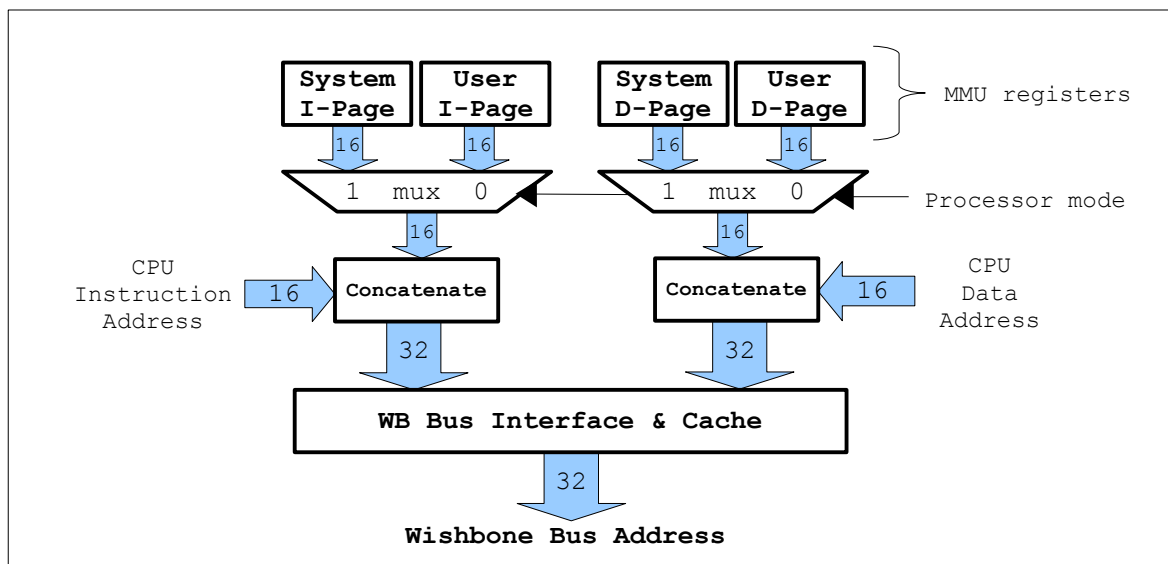 System
I-Page
User
I-Page
System
D-Page
User
D-Page
MMU registers
16
16
16
16
1 mux 0
1 mux 0
Processor mode
16
16
CPU
Instruction
Address
16
Concatenate
Concatenate
16
CPU
Data
Address
32
32
WB Bus Interface & Cache
32
Wishbone Bus Address